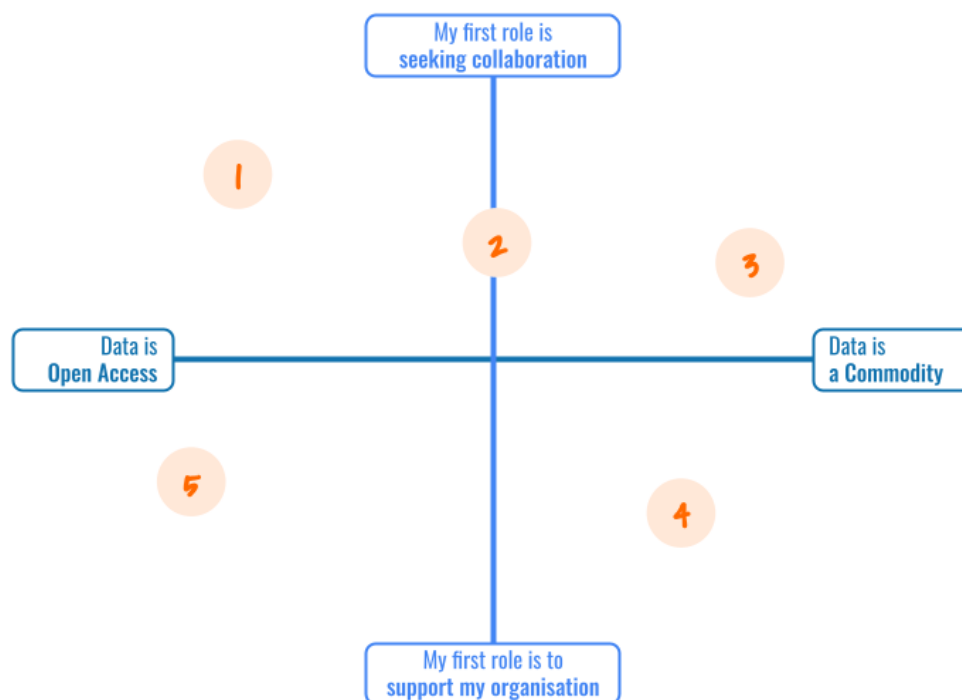 My first role is
seeking collaboration
1
2
3
Data is
Open Access
Data is
a Commodity
5
4
My first role is to
support my organisation